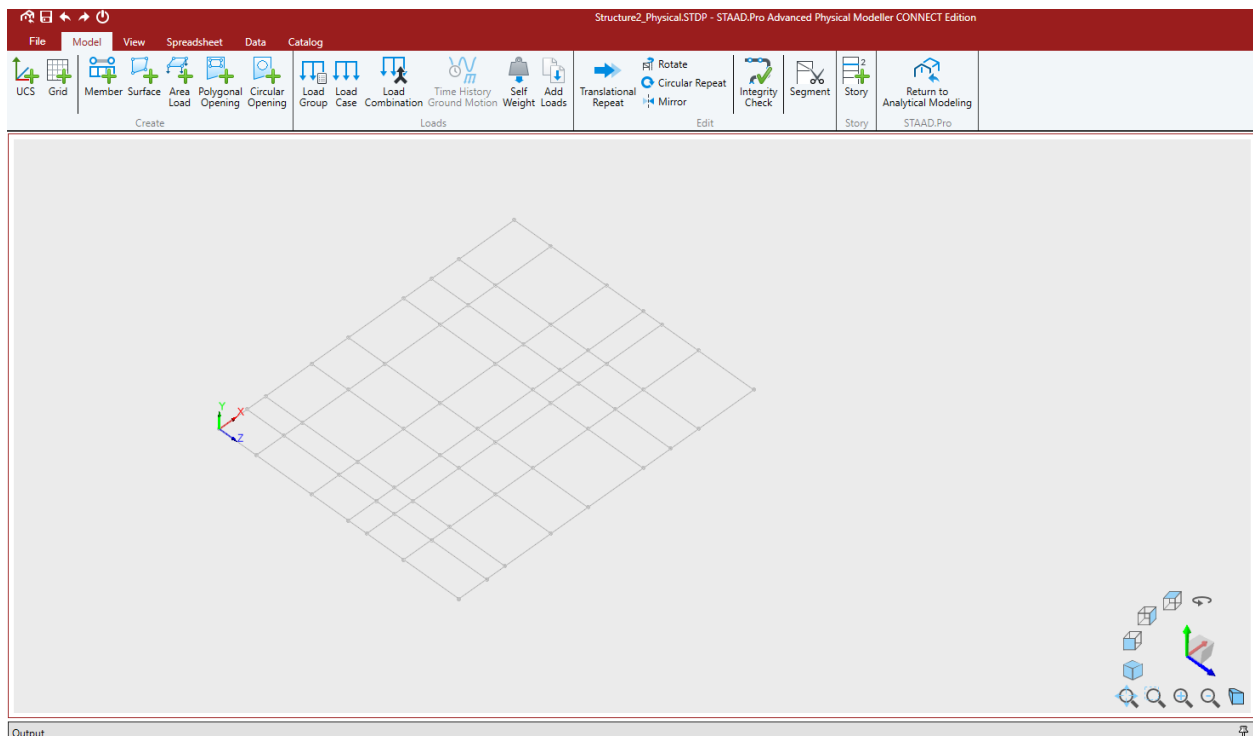 Structure2_Physical.STDP - STAAD.Pro Advanced Physical Modeller CONNECT Edition
File Model View Spreadsheet Data Catalog
UCS Grid Member Surface Area Load Polygonal Opening Circular Opening Load Group Load Case Load Combination Time History Ground Motion Self Weight Add Loads Translational Repeat Rotate Circular Repeat Mirror Integrity Check Segment Story Return to Analytical Modeling
Create Loads Edit Story STAAD.Pro
Y
X
Z
Output